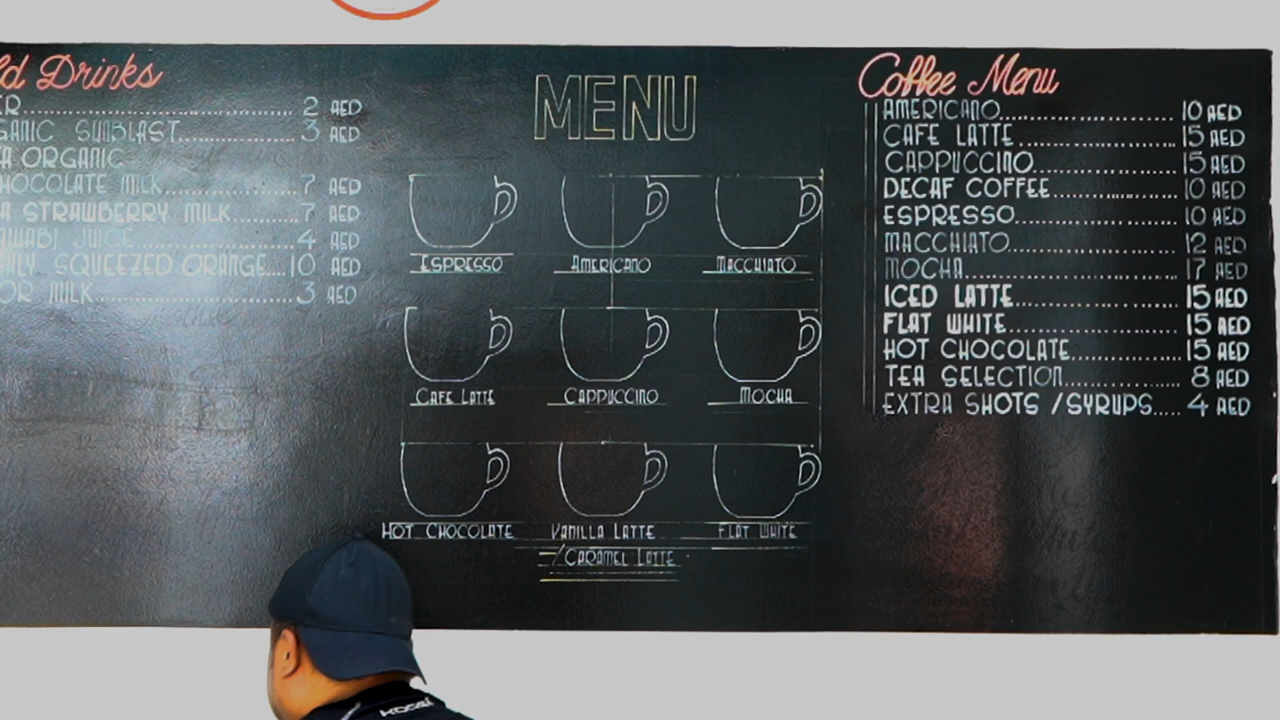 ld Drinks
ER 2 AED
GANIC SUNBLAST 3 AED
A ORGANIC
HOCOLATE MILK 7 AED
A STRAWBERRY MILK 7 AED
AWABI JUICE 4 AED
SQUEEZED ORANGE 10 AED
OR MILK 3 AED
MENU
ESPRESSO AMERICANO MACCHIATO
CAFE LATTE CAPPUCCINO MOCHA
HOT CHOCOLATE VANILLA LATTE FLAT WHITE
/CARAMEL LATTE
Coffee Menu
AMERICANO 10 AED
CAFE LATTE 15 AED
CAPPUCCINO 15 AED
DECAF COFFEE 10 AED
ESPRESSO 10 AED
MACCHIATO 12 AED
MOCHA 17 AED
ICED LATTE 15 AED
FLAT WHITE 15 AED
HOT CHOCOLATE 15 AED
TEA SELECTION 8 AED
EXTRA SHOTS /SYRUPS 4 AED